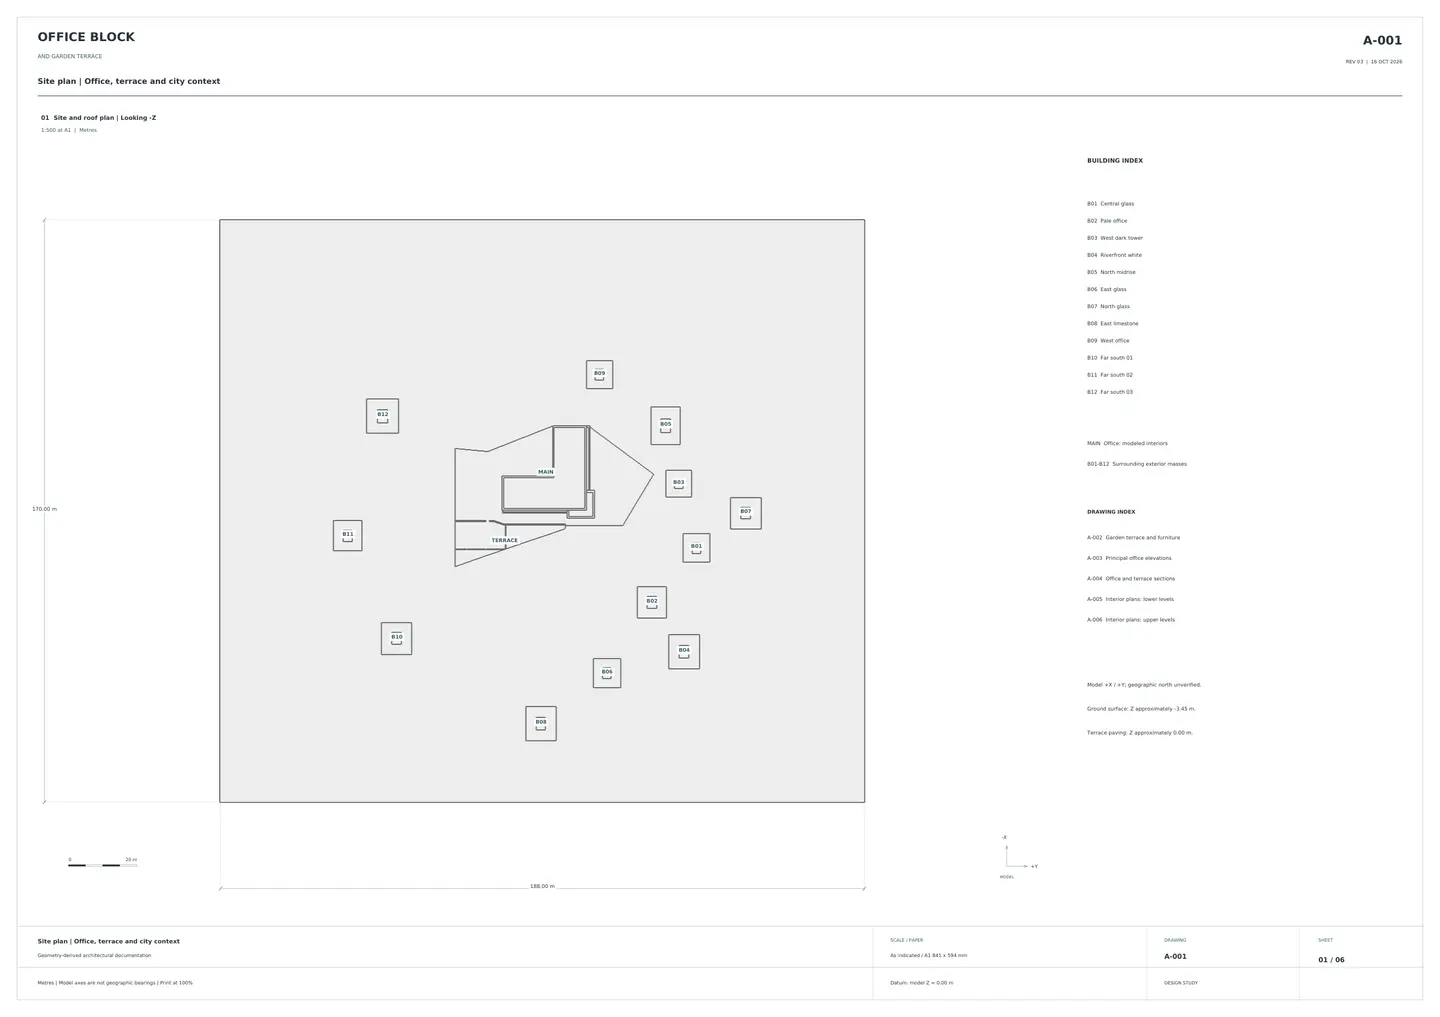 OFFICE BLOCK
AND GARDEN TERRACE
A-001
REV 03 | 16 OCT 2026
Site plan | Office, terrace and city context
01 Site and roof plan | Looking -Z
1:500 at A1 | Metres
BUILDING INDEX
B01 Central glass
B02 Pale office
B03 West dark tower
B04 Riverfront white
B05 North midrise
B06 East glass
B07 North glass
B08 East limestone
B09 West office
B10 Far south 01
B11 Far south 02
B12 Far south 03
MAIN Office: modeled interiors
B01-B12 Surrounding exterior masses
DRAWING INDEX
A-002 Garden terrace and furniture
A-003 Principal office elevations
A-004 Office and terrace sections
A-005 Interior plans: lower levels
A-006 Interior plans: upper levels
Model +X / +Y; geographic north unverified.
Ground surface: Z approximately -3.45 m.
Terrace paving: Z approximately 0.00 m.
B09
B12
B05
MAIN
B03
170.00 m
B07
B11
TERRACE
B01
B02
B10
B04
B06
B08
0 20 m
188.00 m
-X
+Y
MODEL
Site plan | Office, terrace and city context
Geometry-derived architectural documentation
Metres | Model axes are not geographic bearings | Print at 100%
SCALE / PAPER
As indicated / A1 841 x 594 mm
Datum: model Z = 0.00 m
DRAWING
A-001
DESIGN STUDY
SHEET
01 / 06